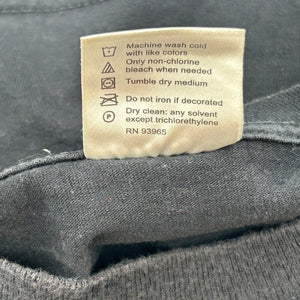 Machine wash cold
with like colors
Only non-chlorine
bleach when needed
Tumble dry medium
Do not iron if decorated
Dry clean: any solvent
except trichlorethylene
RN 93965